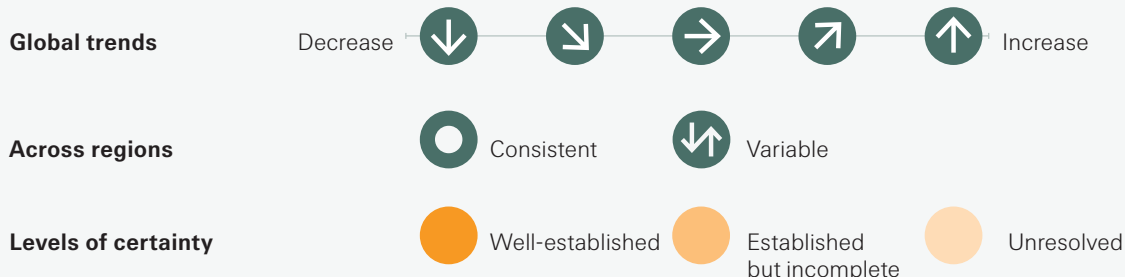 Global trends Decrease Increase
Across regions Consistent Variable
Levels of certainty Well-established Established Unresolved
but incomplete